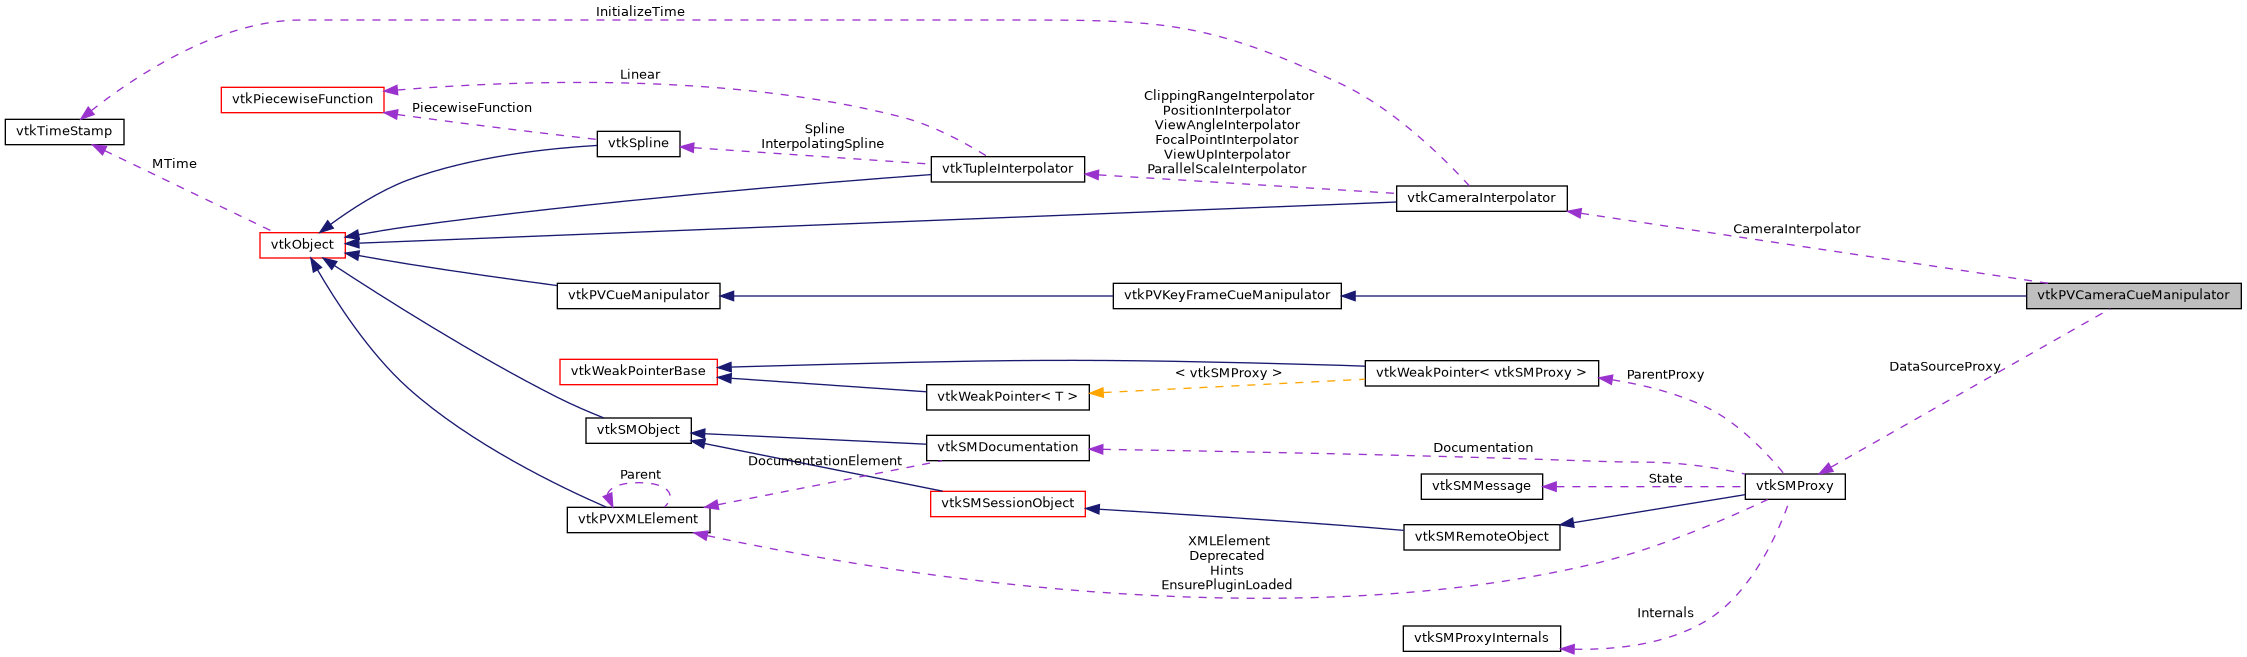 InitializeTime
Linear
vtkPiecewiseFunction
PiecewiseFunction
vtkTimeStamp
MTime
vtkSpline
Spline
InterpolatingSpline
vtkTupleInterpolator
ClippingRangeInterpolator
PositionInterpolator
ViewAngleInterpolator
FocalPointInterpolator
ViewUpInterpolator
ParallelScaleInterpolator
vtkCameraInterpolator
CameraInterpolator
vtkObject
vtkPVCueManipulator
vtkPVKeyFrameCueManipulator
vtkPVCameraCueManipulator
vtkWeakPointerBase
< vtkSMProxy >
vtkWeakPointer< vtkSMProxy >
ParentProxy
DataSourceProxy
vtkWeakPointer< T >
vtkSMObject
vtkSMDocumentation
Documentation
DocumentationElement
Parent
vtkSMMessage
State
vtkSMProxy
vtkSMSessionObject
vtkPVXMLElement
vtkSMRemoteObject
XMLElement
Deprecated
Hints
EnsurePluginLoaded
Internals
vtkSMProxyInternals